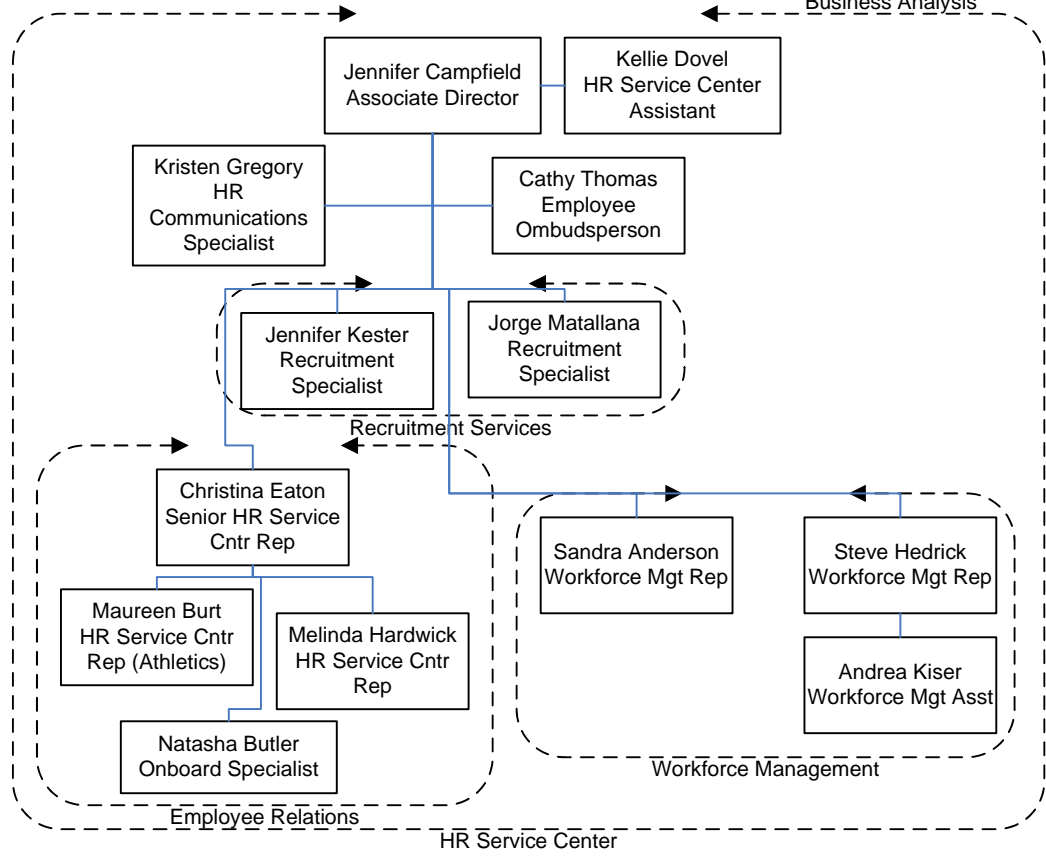 Business Analysis
Jennifer Campfield
Associate Director
Kellie Dovel
HR Service Center
Assistant
Kristen Gregory
HR
Communications
Specialist
Cathy Thomas
Employee
Ombudsperson
Jennifer Kester
Recruitment
Specialist
Jorge Matallana
Recruitment
Specialist
Recruitment Services
Christina Eaton
Senior HR Service
Cntr Rep
Maureen Burt
HR Service Cntr
Rep (Athletics)
Melinda Hardwick
HR Service Cntr
Rep
Natasha Butler
Onboard Specialist
Employee Relations
Sandra Anderson
Workforce Mgt Rep
Steve Hedrick
Workforce Mgt Rep
Andrea Kiser
Workforce Mgt Asst
Workforce Management
HR Service Center